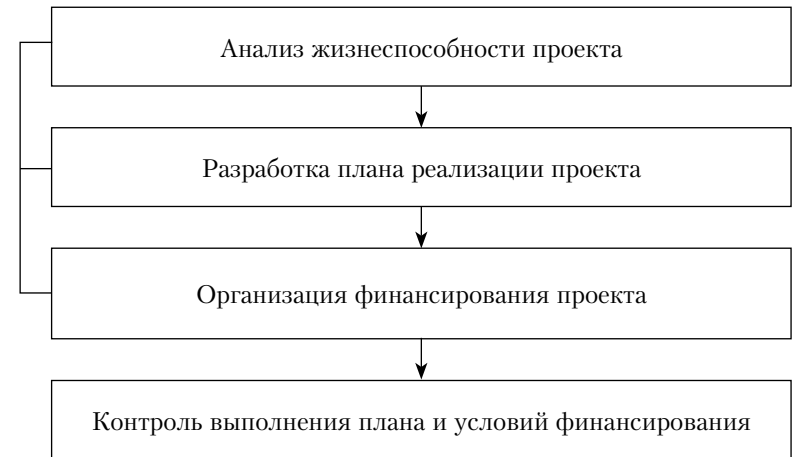 Анализ жизнеспособности проекта
Разработка плана реализации проекта
Организация финансирования проекта
Контроль выполнения плана и условий финансирования